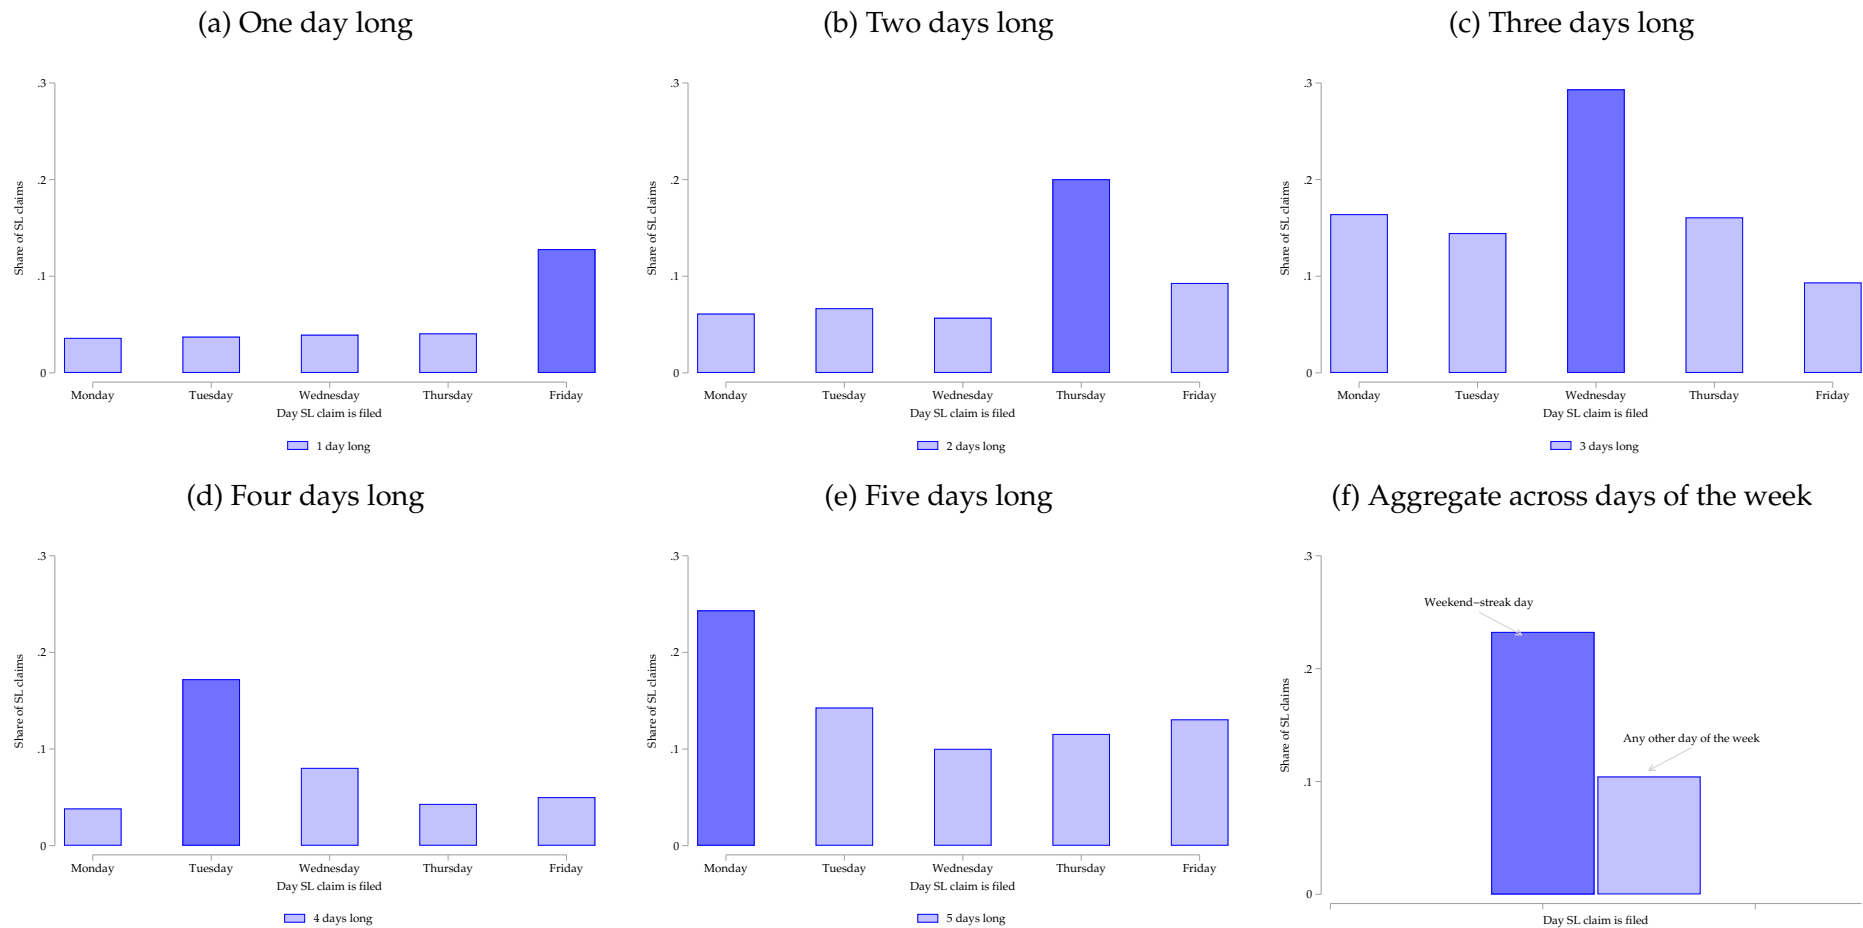 (a) One day long
.3
.2
.1
0
Share of SL claims
Monday Tuesday Wednesday Thursday Friday
Day SL claim is filed
1 day long
(b) Two days long
.3
.2
.1
0
Share of SL claims
Monday Tuesday Wednesday Thursday Friday
Day SL claim is filed
2 days long
(c) Three days long
.3
.2
.1
0
Share of SL claims
Monday Tuesday Wednesday Thursday Friday
Day SL claim is filed
3 days long
(d) Four days long
.3
.2
.1
0
Share of SL claims
Monday Tuesday Wednesday Thursday Friday
Day SL claim is filed
4 days long
(e) Five days long
.3
.2
.1
0
Share of SL claims
Monday Tuesday Wednesday Thursday Friday
Day SL claim is filed
5 days long
(f) Aggregate across days of the week
.3
.2
.1
0
Share of SL claims
Weekend−streak day
Any other day of the week
Day SL claim is filed